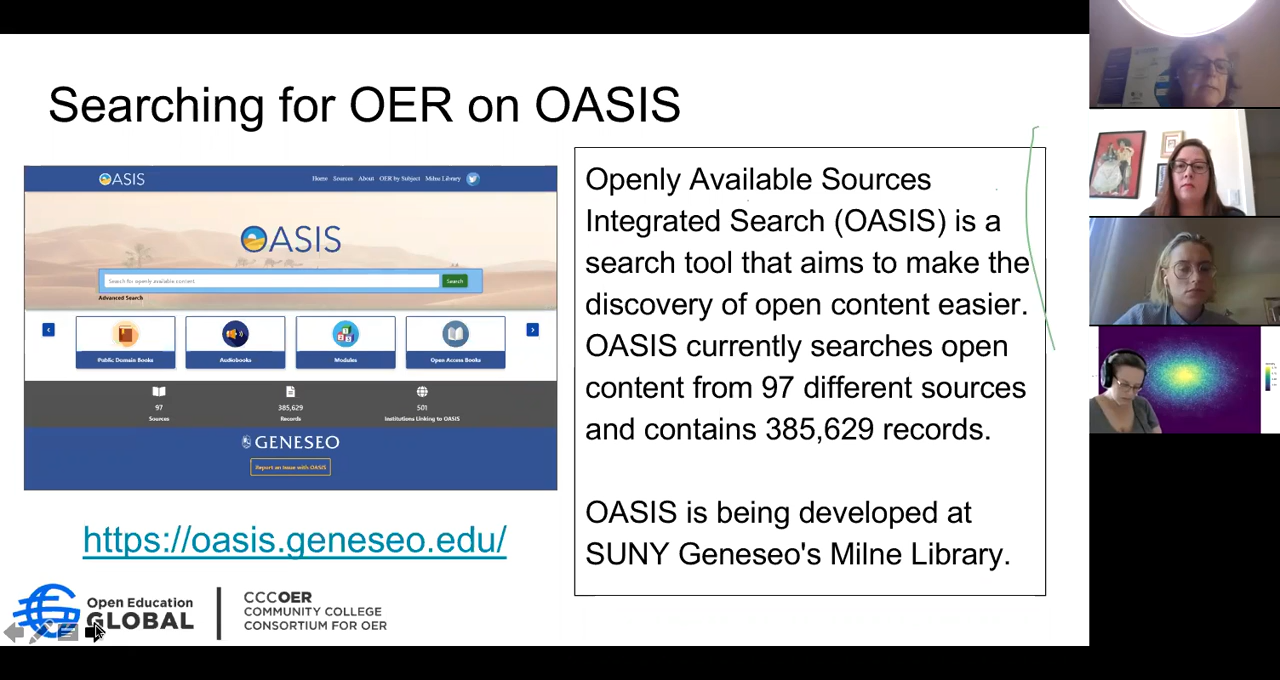 Searching for OER on OASIS
OASIS
Home Sources About OER by Subject Milne Library
OASIS
Search for openly available content
Search
Advanced Search
Public Domain Books
Audiobooks
Modules
Open Access Books
97
385,629
501
Sources
Records
Institutions Linking to OASIS
GENESEO
Report an issue with OASIS
https://oasis.geneseo.edu/
Openly Available Sources
Integrated Search (OASIS) is a
search tool that aims to make the
discovery of open content easier.
OASIS currently searches open
content from 97 different sources
and contains 385,629 records.
OASIS is being developed at
SUNY Geneseo's Milne Library.
Open Education
GLOBAL
CCCOER
COMMUNITY COLLEGE
CONSORTIUM FOR OER